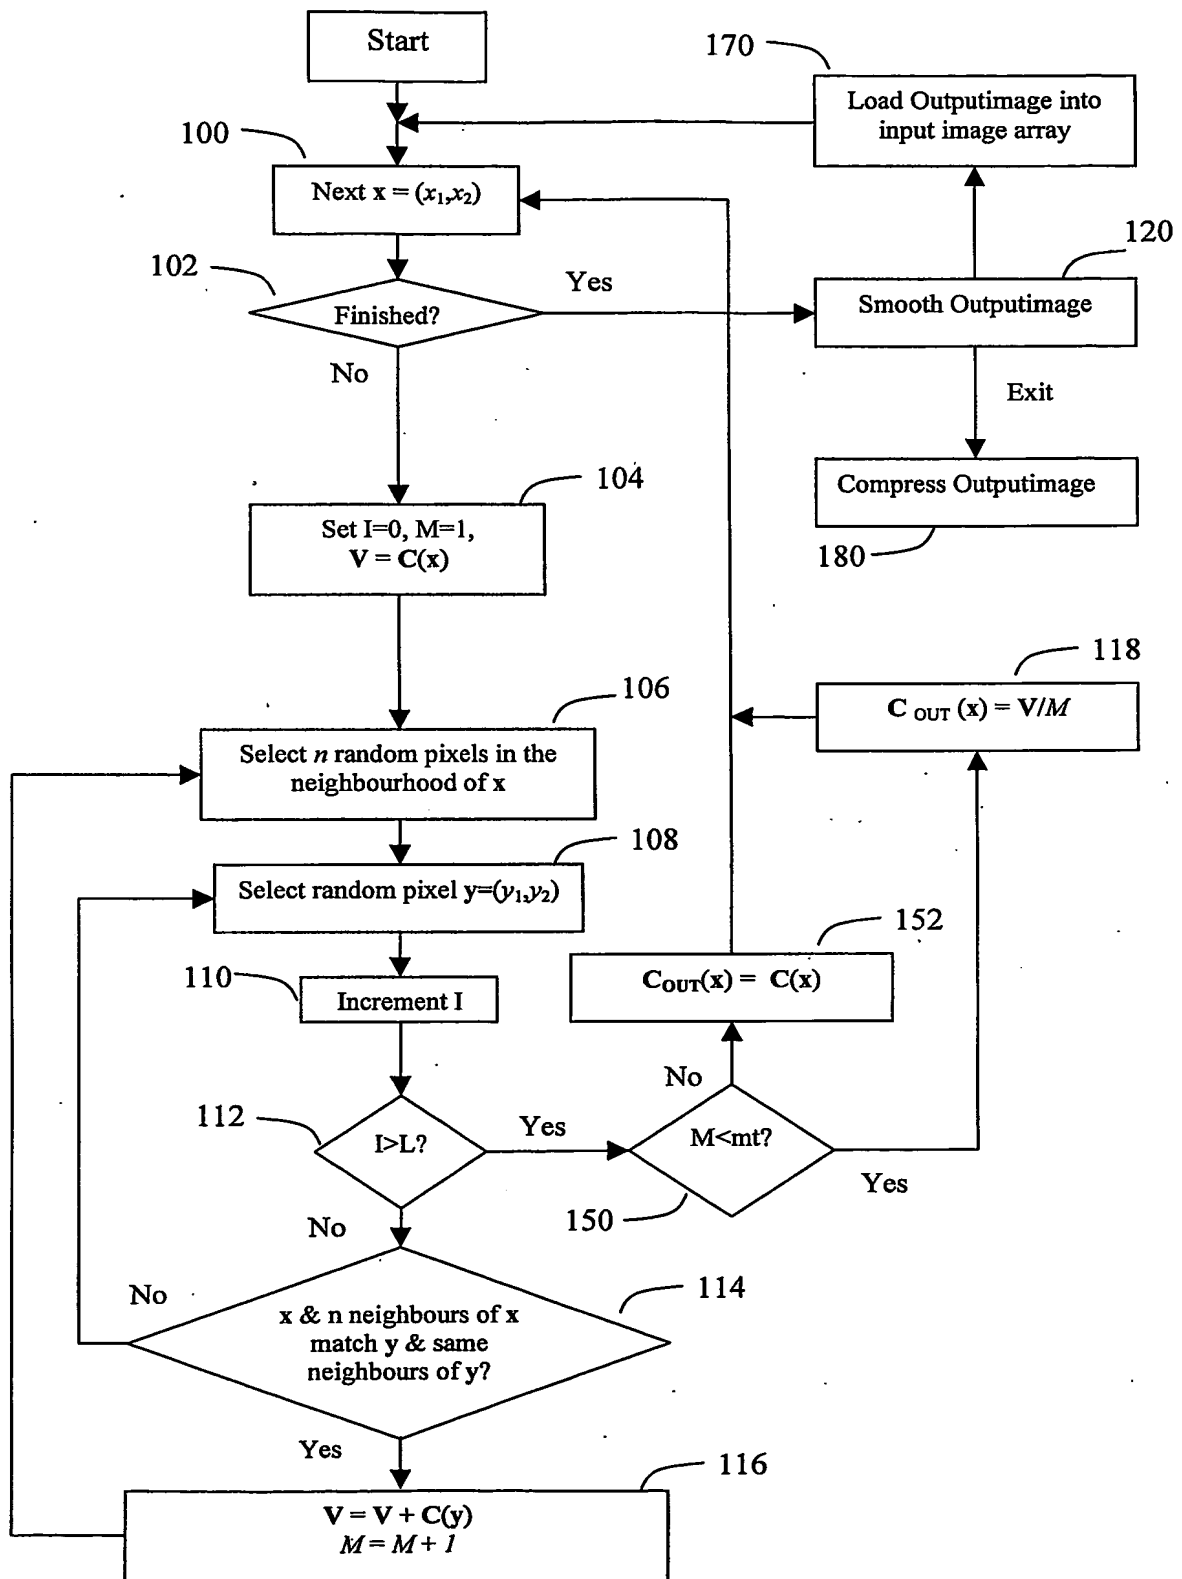 Start
170
Load Outputimage into
input image array
100
Next x = (x₁,x₂)
102
Finished?
Yes
No
120
Smooth Outputimage
Exit
Compress Outputimage
180
104
Set I=0, M=1,
V = C(x)
106
Select n random pixels in the
neighbourhood of x
118
C OUT (x) = V/M
108
Select random pixel y=(y₁,y₂)
110
Increment I
152
COUT(x) = C(x)
112
I>L?
Yes
No
No
M<mt?
Yes
150
No
114
x & n neighbours of x
match y & same
neighbours of y?
Yes
116
V = V + C(y)
M = M + 1